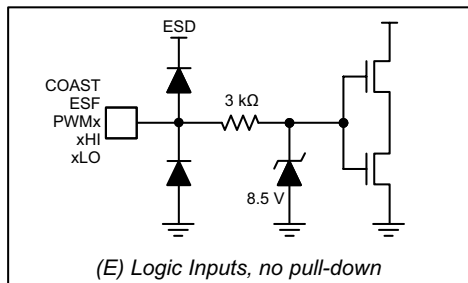 ESD
COAST
ESF
PWMx
xHI
xLO
3 kΩ
8.5 V
(E) Logic Inputs, no pull-down